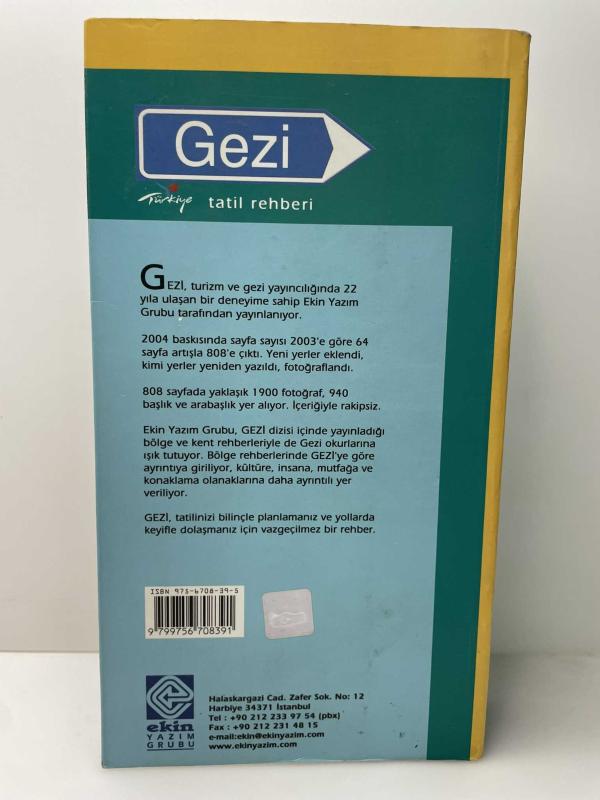 Gezi
Türkiye
tatil rehberi
GEZİ, turizm ve gezi yayıncılığında 22
yıla ulaşan bir deneyime sahip Ekin Yazım
Grubu tarafından yayınlanıyor.
2004 baskısında sayfa sayısı 2003'e göre 64
sayfa artışla 808'e çıktı. Yeni yerler eklendi,
kimi yerler yeniden yazıldı, fotoğraflandı.
808 sayfada yaklaşık 1900 fotoğraf, 940
başlık ve arabaşlık yer alıyor. İçeriğiyle rakipsiz.
Ekin Yazım Grubu, GEZİ dizisi içinde yayınladığı
bölge ve kent rehberleriyle de Gezi okurlarına
ışık tutuyor. Bölge rehberlerinde GEZİ'ye göre
ayrıntıya giriliyor, kültüre, insana, mutfağa ve
konaklama olanaklarına daha ayrıntılı yer
veriliyor.
GEZİ, tatilinizi bilinçle planlamanız ve yollarda
keyifle dolaşmanız için vazgeçilmez bir rehber.
ISBN 975-6708-39-5
9 799756 708391
ekin
YAZIM
GRUBU
Halaskargazi Cad. Zafer Sok. No: 12
Harbiye 34371 İstanbul
Tel : +90 212 233 97 54 (pbx)
Fax : +90 212 231 48 15
e-mail:ekin@ekinyazim.com
www.ekinyazim.com